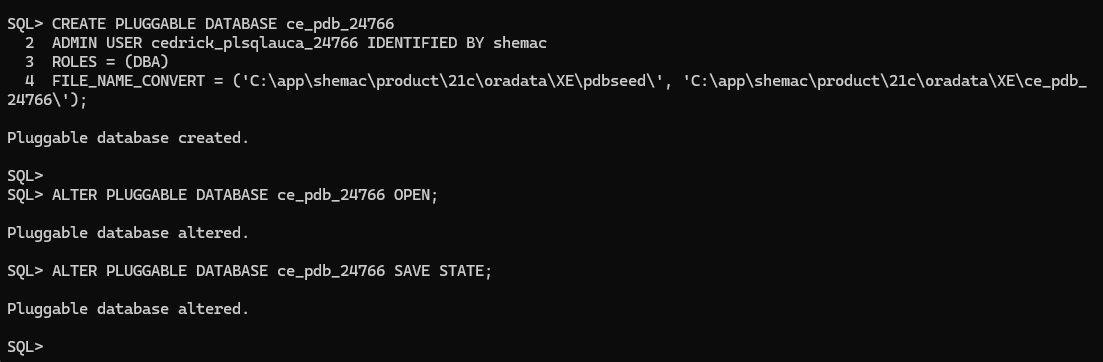 SQL> CREATE PLUGGABLE DATABASE ce_pdb_24766
  2  ADMIN USER cedrick_plsqlauca_24766 IDENTIFIED BY shemac
  3  ROLES = (DBA)
  4  FILE_NAME_CONVERT = ('C:\app\shemac\product\21c\oradata\XE\pdbseed\', 'C:\app\shemac\product\21c\oradata\XE\ce_pdb_
24766\');
Pluggable database created.
SQL>
SQL> ALTER PLUGGABLE DATABASE ce_pdb_24766 OPEN;
Pluggable database altered.
SQL> ALTER PLUGGABLE DATABASE ce_pdb_24766 SAVE STATE;
Pluggable database altered.
SQL>